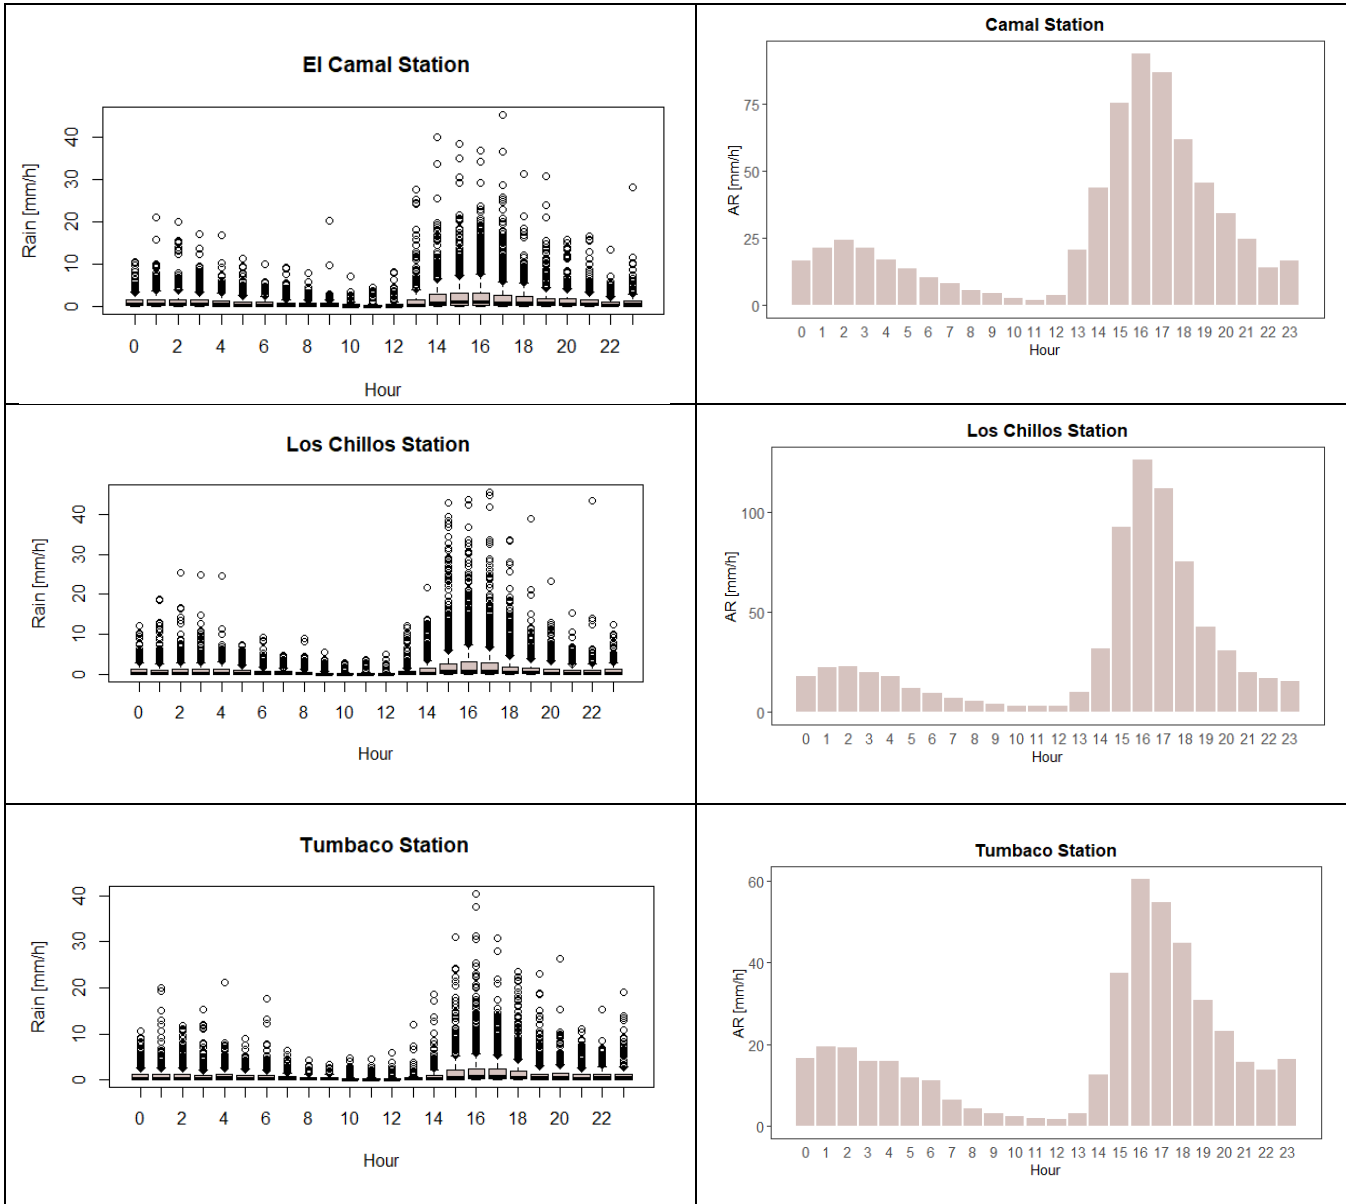 El Camal Station
Rain [mm/h]
40
30
20
10
0
0 2 4 6 8 10 12 14 16 18 20 22
Hour
Camal Station
AR [mm/h]
75
50
25
0
0 1 2 3 4 5 6 7 8 9 10 11 12 13 14 15 16 17 18 19 20 21 22 23
Hour
Los Chillos Station
Rain [mm/h]
40
30
20
10
0
0 2 4 6 8 10 12 14 16 18 20 22
Hour
Los Chillos Station
AR [mm/h]
100
50
0
0 1 2 3 4 5 6 7 8 9 10 11 12 13 14 15 16 17 18 19 20 21 22 23
Hour
Tumbaco Station
Rain [mm/h]
40
30
20
10
0
0 2 4 6 8 10 12 14 16 18 20 22
Hour
Tumbaco Station
AR [mm/h]
60
40
20
0
0 1 2 3 4 5 6 7 8 9 10 11 12 13 14 15 16 17 18 19 20 21 22 23
Hour